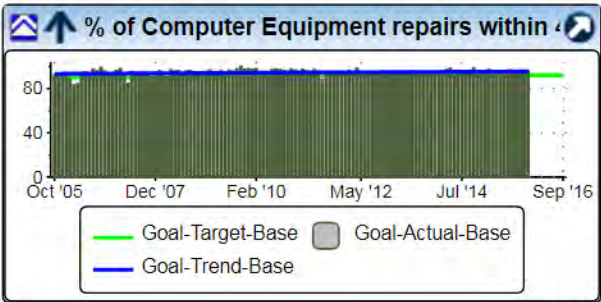 % of Computer Equipment repairs within
80
40
0
Oct '05 Dec '07 Feb '10 May '12 Jul '14 Sep '16
Goal-Target-Base Goal-Actual-Base
Goal-Trend-Base